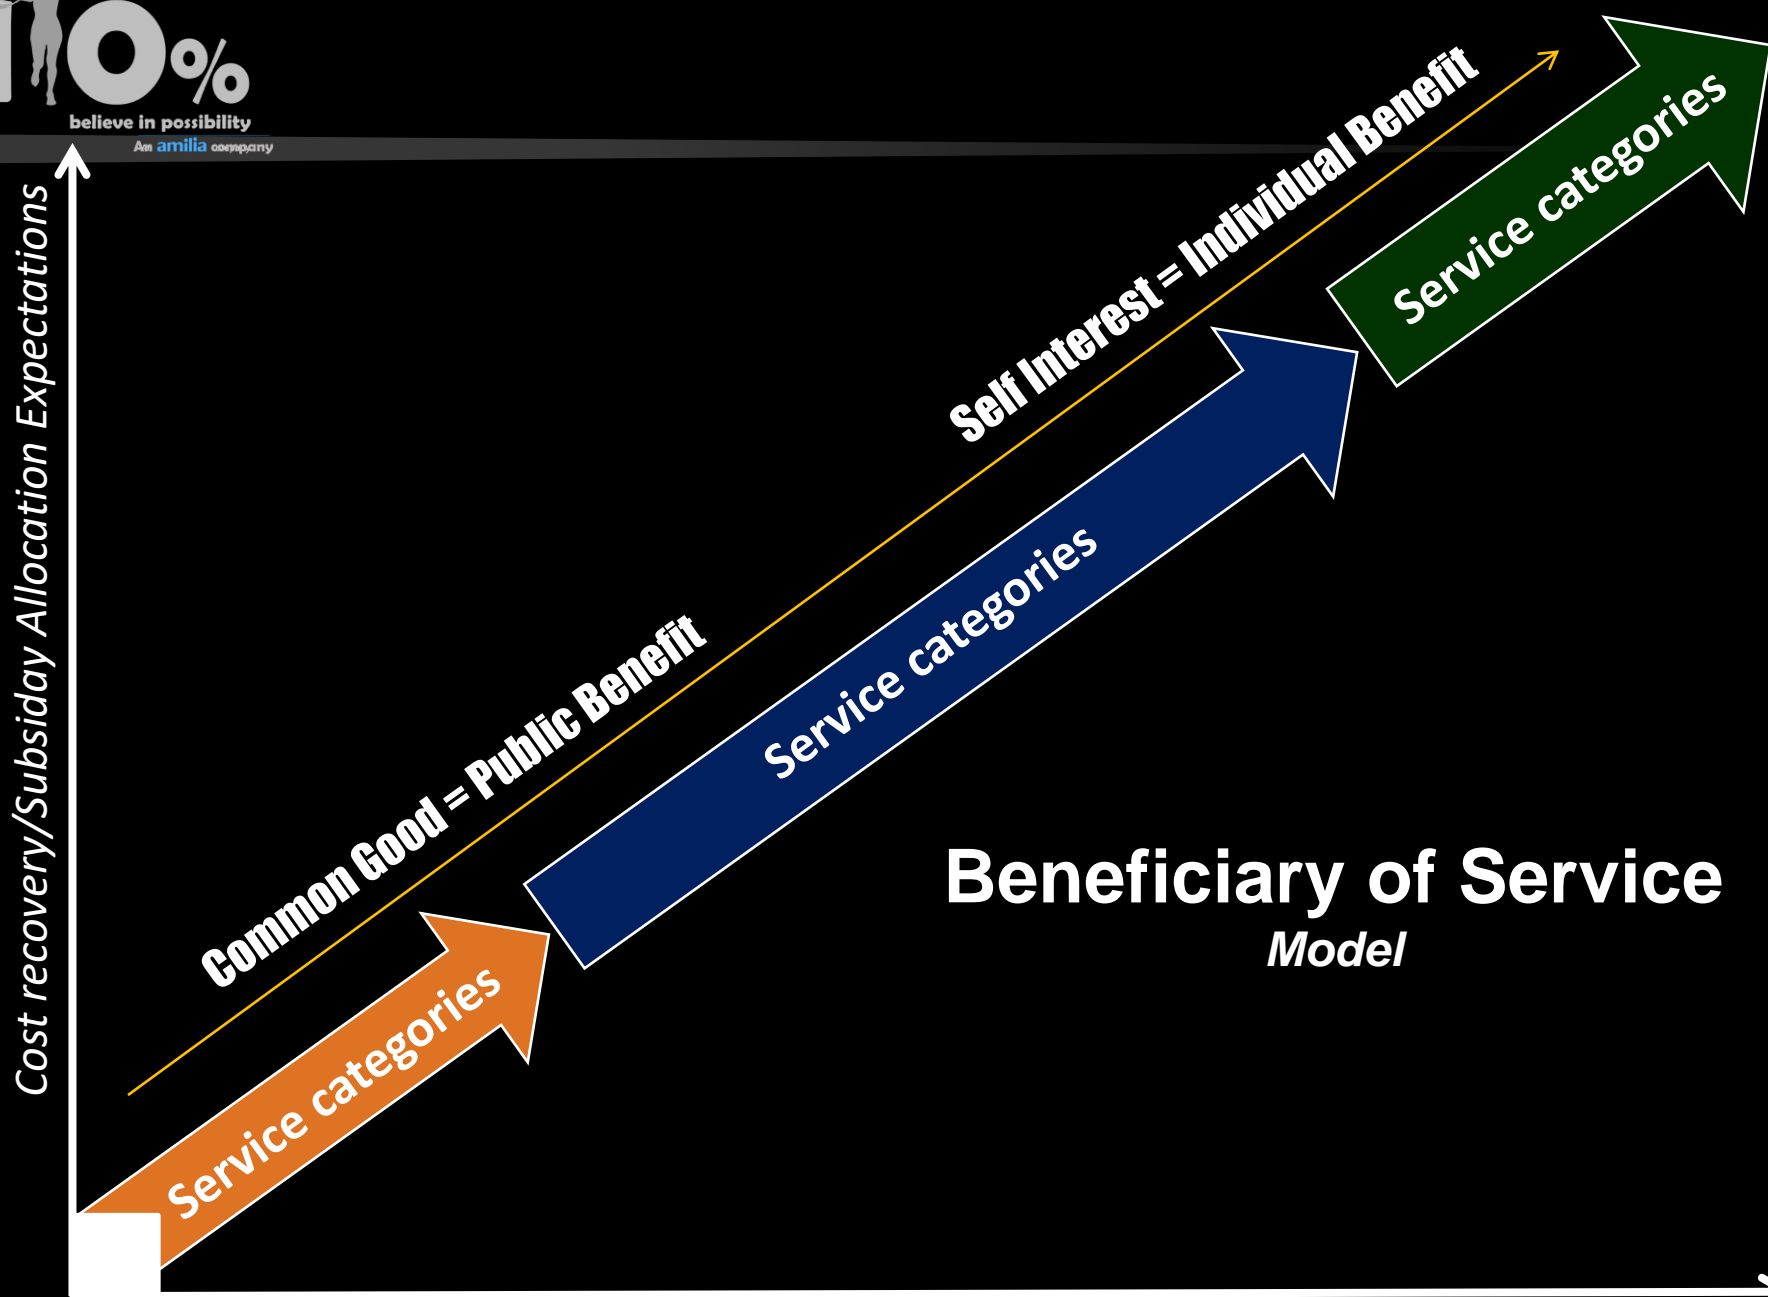 110%
believe in possibility
An amilia company
Cost recovery/Subsiday Allocation Expectations
Self Interest = Individual Benefit
Common Good = Public Benefit
Service categories
Service categories
Service categories
Beneficiary of Service
Model